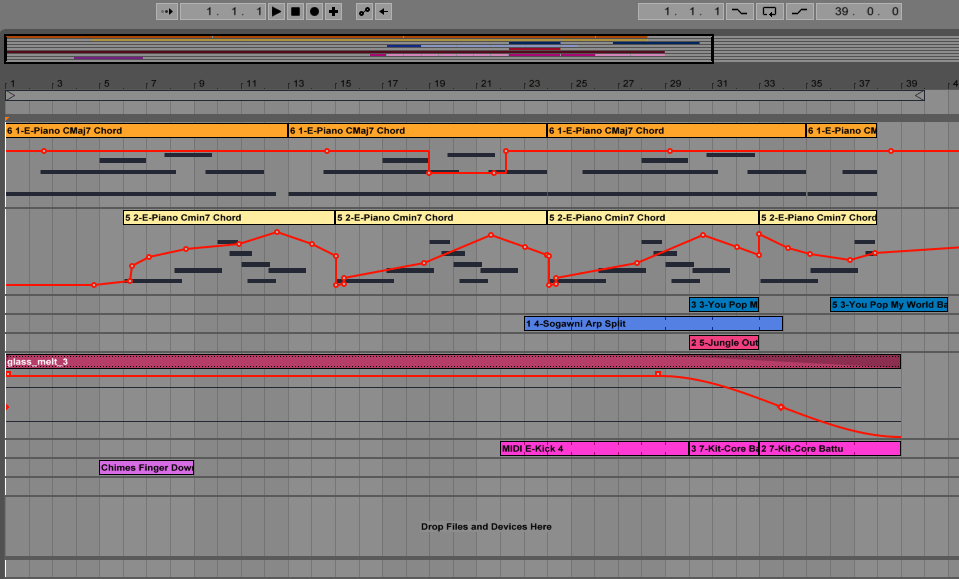 1. 1. 1 1. 1. 1 39. 0. 0
1 3 5 7 9 11 13 15 17 19 21 23 25 27 29 31 33 35 37 39 4
6 1-E-Piano CMaj7 Chord 6 1-E-Piano CMaj7 Chord 6 1-E-Piano CMaj7 Chord 6 1-E-Piano CM
5 2-E-Piano Cmin7 Chord 5 2-E-Piano Cmin7 Chord 5 2-E-Piano Cmin7 Chord 5 2-E-Piano Cmin7 Chord
3 3-You Pop M 5 3-You Pop My World Ba
1 4-Sogawni Arp Split
2 5-Jungle Out
glass_melt_3
MIDI E-Kick 4 3 7-Kit-Core Ba 2 7-Kit-Core Battu
Chimes Finger Dow
Drop Files and Devices Here